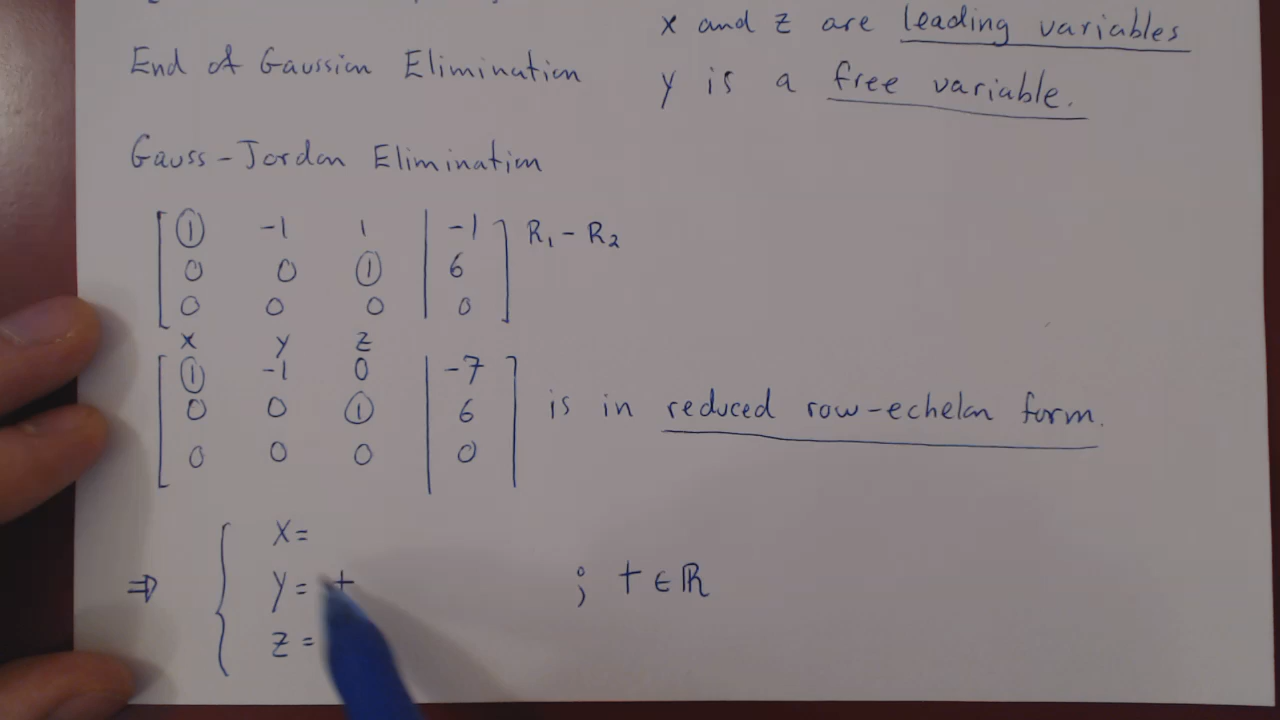 x and z are leading variables
End of Gaussian Elimination
y is a free variable.
Gauss-Jordan Elimination
[ 1 -1 1 | -1 ] R₁ - R₂
0 0 1 | 6
0 0 0 | 0
x y z
[ 1 -1 0 | -7 ]
0 0 1 | 6 is in reduced row-echelon form.
0 0 0 | 0
⇒ { x =
y = t ; t ∈ ℝ
z =